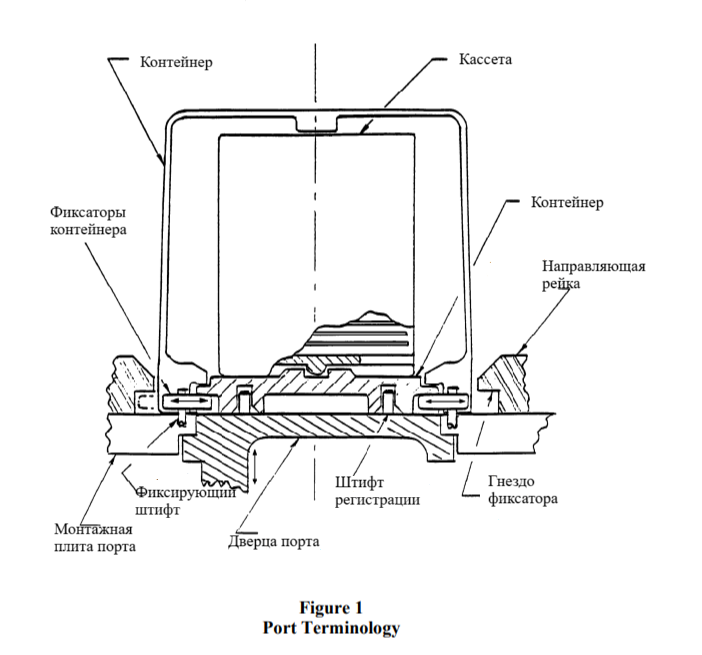 Контейнер
Кассета
Фиксаторы
контейнера
Контейнер
Направляющая
рейка
Фиксирующий
штифт
Штифт
регистрации
Гнездо
фиксатора
Монтажная
плита порта
Дверца порта
Figure 1
Port Terminology